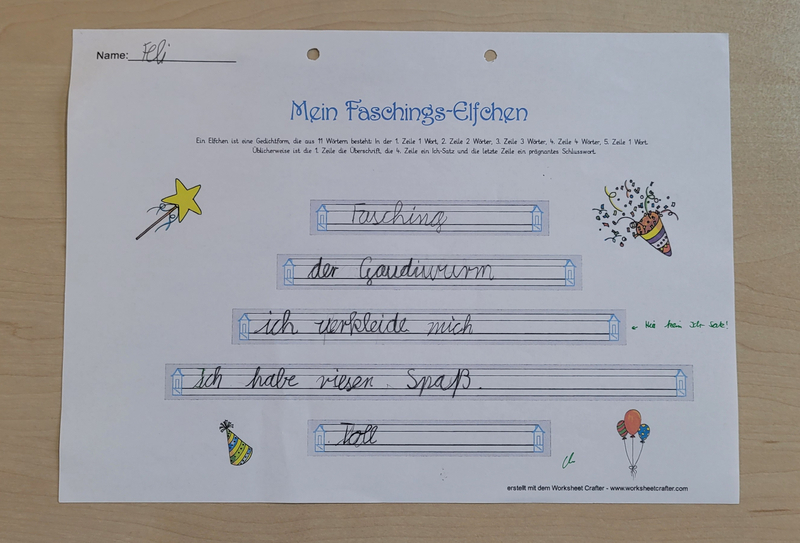 Name: Feli
Mein Faschings-Elfchen
Ein Elfchen ist eine Gedichtform, die aus 11 Wörtern besteht: In der 1. Zeile 1 Wort, 2. Zeile 2 Wörter, 3. Zeile 3 Wörter, 4. Zeile 4 Wörter, 5. Zeile 1 Wort.
Üblicherweise ist die 1. Zeile die Überschrift, die 4. Zeile ein Ich-Satz und die letzte Zeile ein prägnantes Schlusswort.
Fasching
der Gaudiwurm
ich verkleide mich
← Hier kein Ich-Satz!
Ich habe riesen Spaß.
Toll
erstellt mit dem Worksheet Crafter - www.worksheetcrafter.com